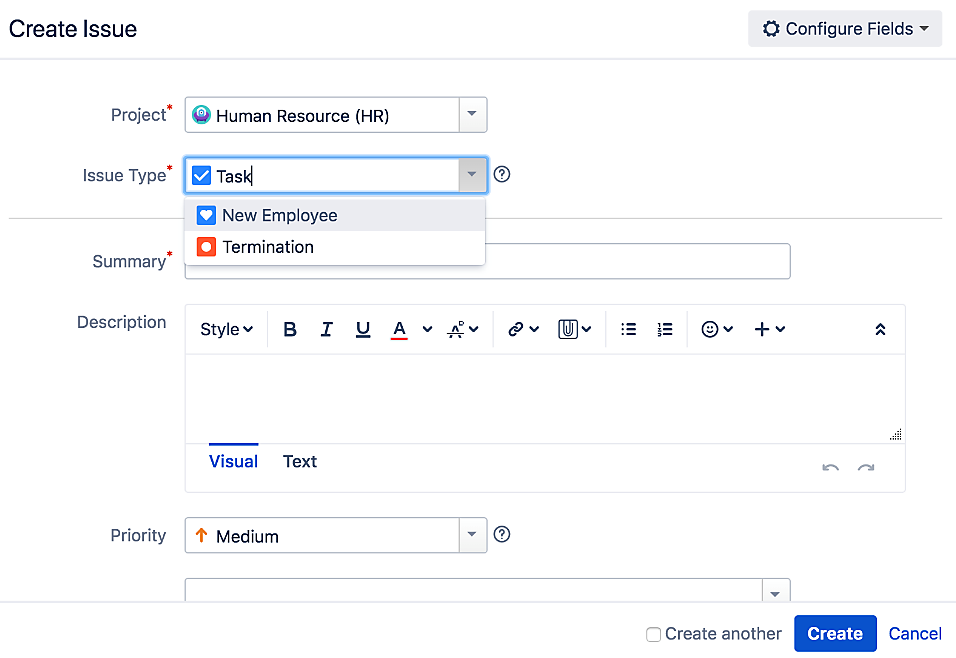 Create Issue
Configure Fields
Project*
Human Resource (HR)
Issue Type*
Task
New Employee
Termination
Summary*
Description
Style
B I U A
Visual
Text
Priority
Medium
Create another
Create
Cancel